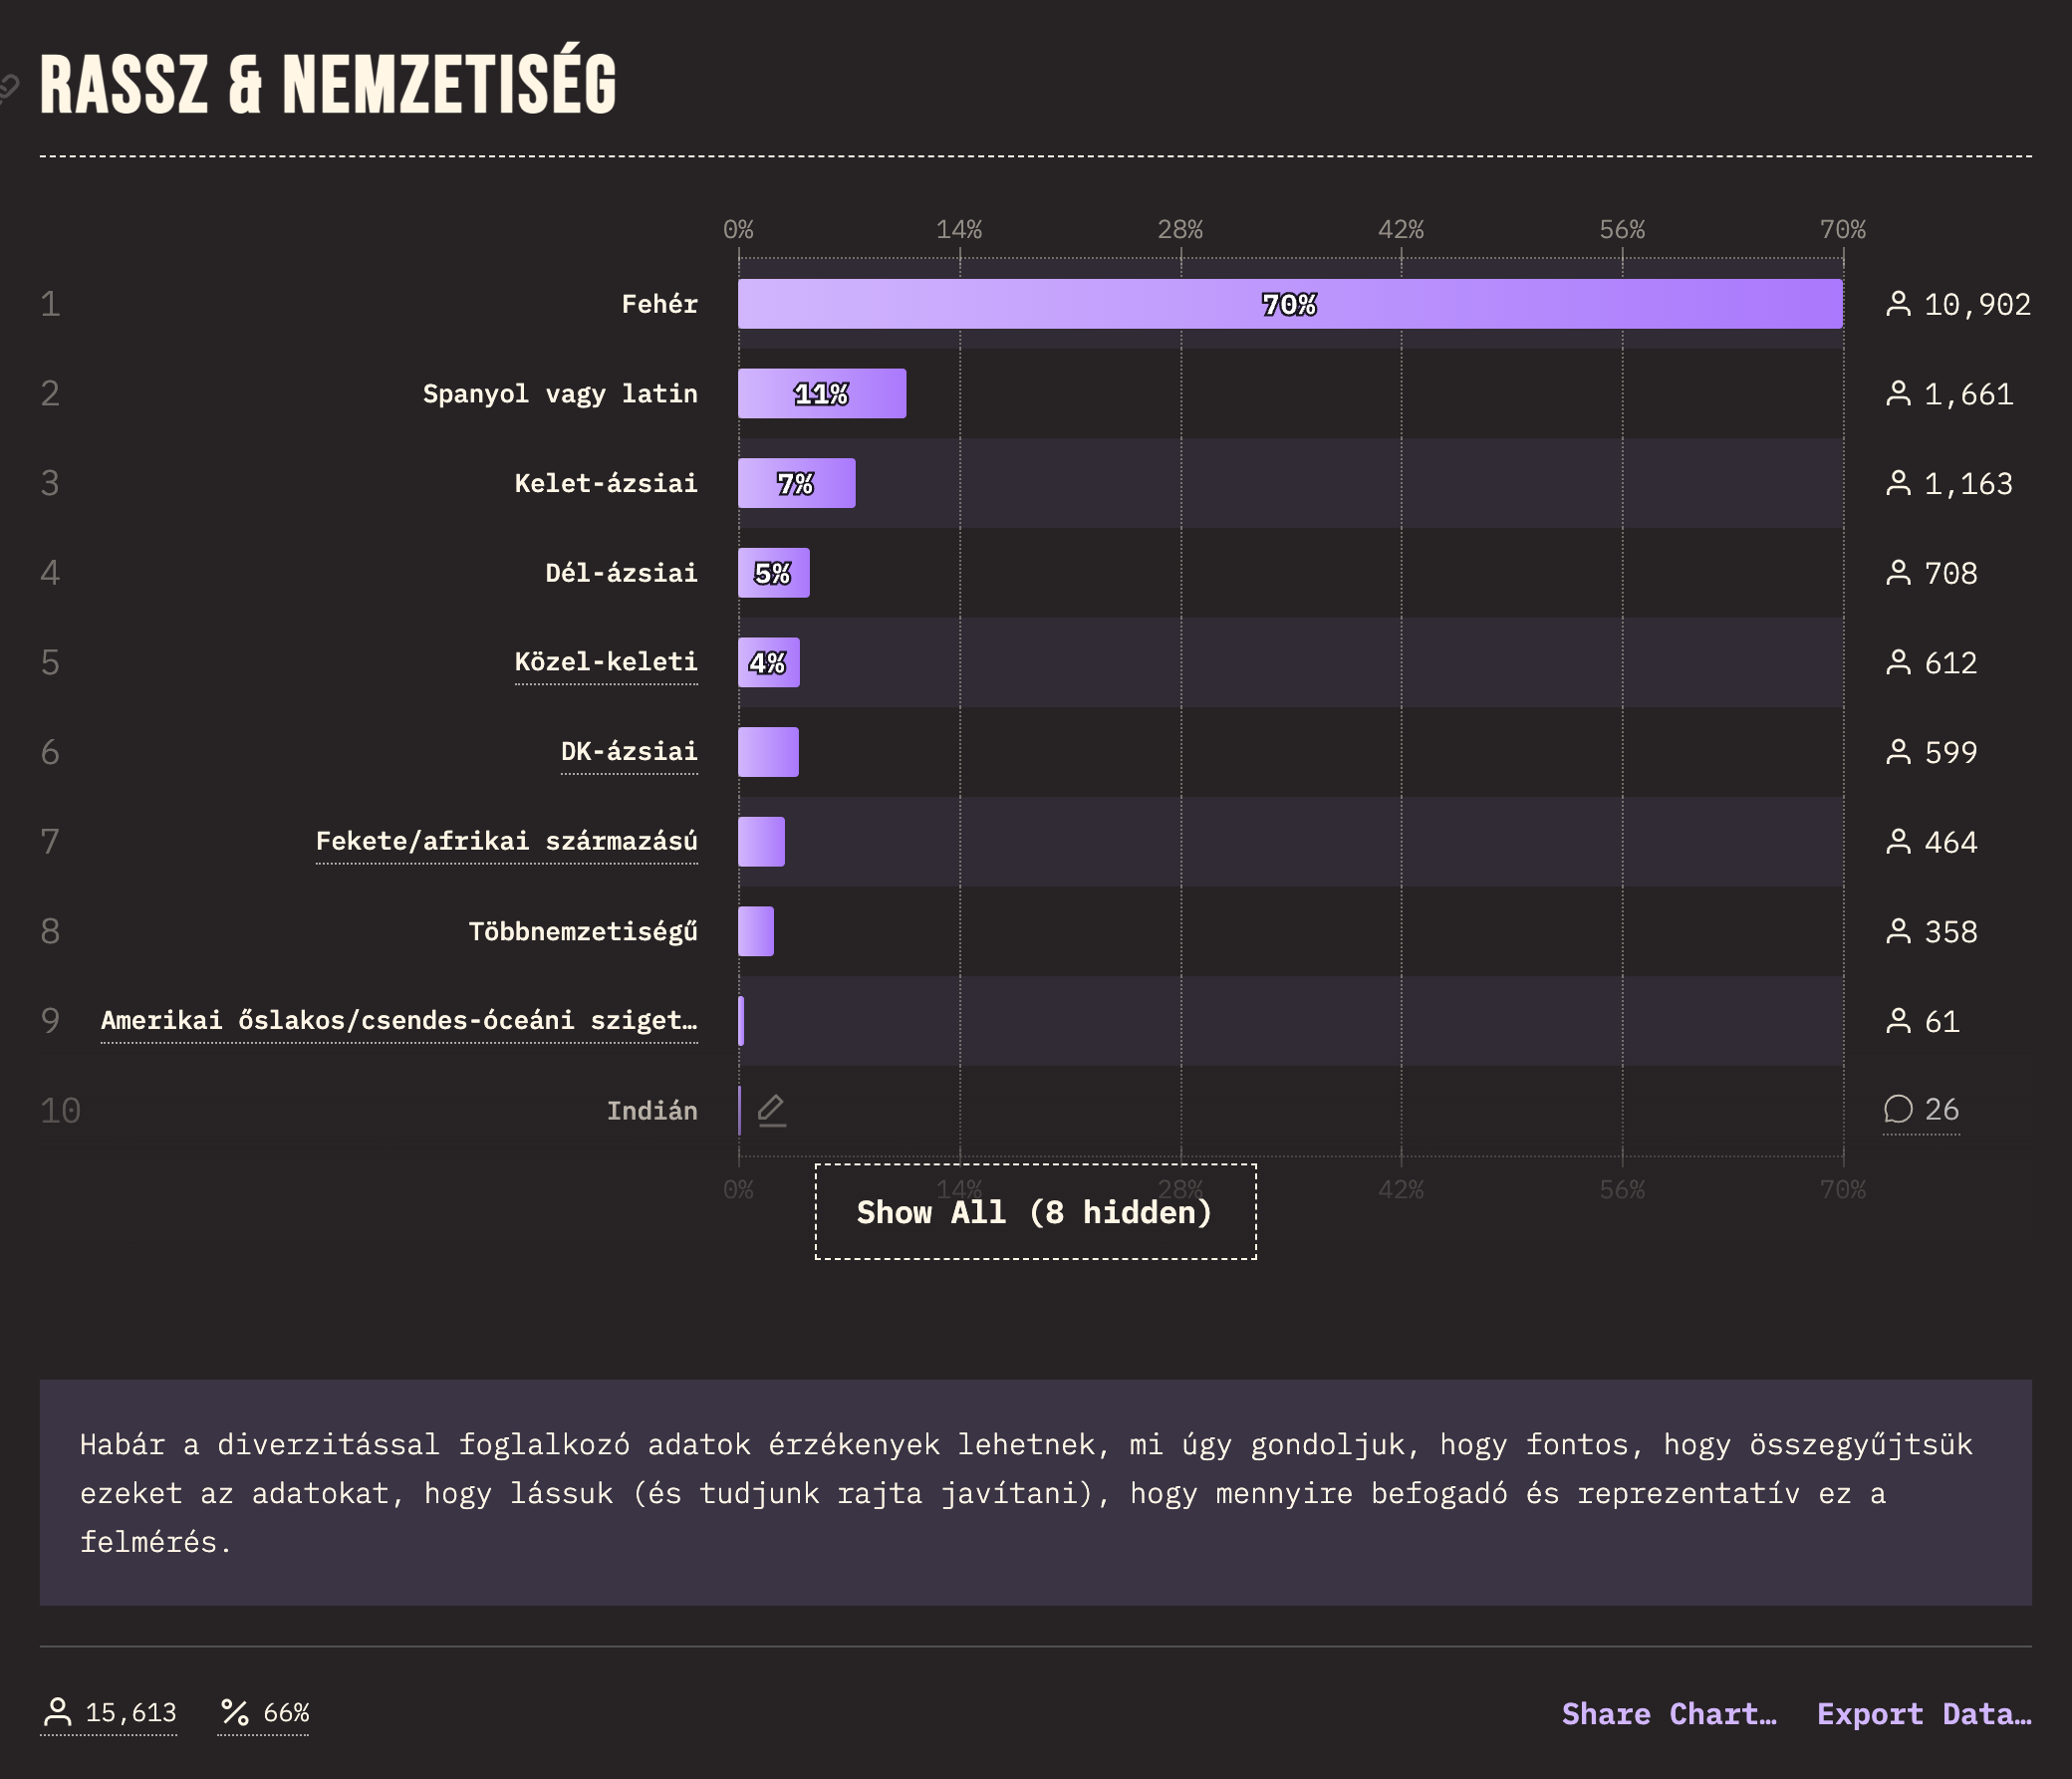 RASSZ & NEMZETISÉG
0% 14% 28% 42% 56% 70%
1 Fehér 70% 10,902
2 Spanyol vagy latin 11% 1,661
3 Kelet-ázsiai 7% 1,163
4 Dél-ázsiai 5% 708
5 Közel-keleti 4% 612
6 DK-ázsiai 599
7 Fekete/afrikai származású 464
8 Többnemzetiségű 358
9 Amerikai őslakos/csendes-óceáni sziget… 61
10 Indián 26
0% 14% 28% 42% 56% 70%
Show All (8 hidden)
Habár a diverzitással foglalkozó adatok érzékenyek lehetnek, mi úgy gondoljuk, hogy fontos, hogy összegyűjtsük
ezeket az adatokat, hogy lássuk (és tudjunk rajta javítani), hogy mennyire befogadó és reprezentatív ez a
felmérés.
15,613 % 66% Share Chart… Export Data…